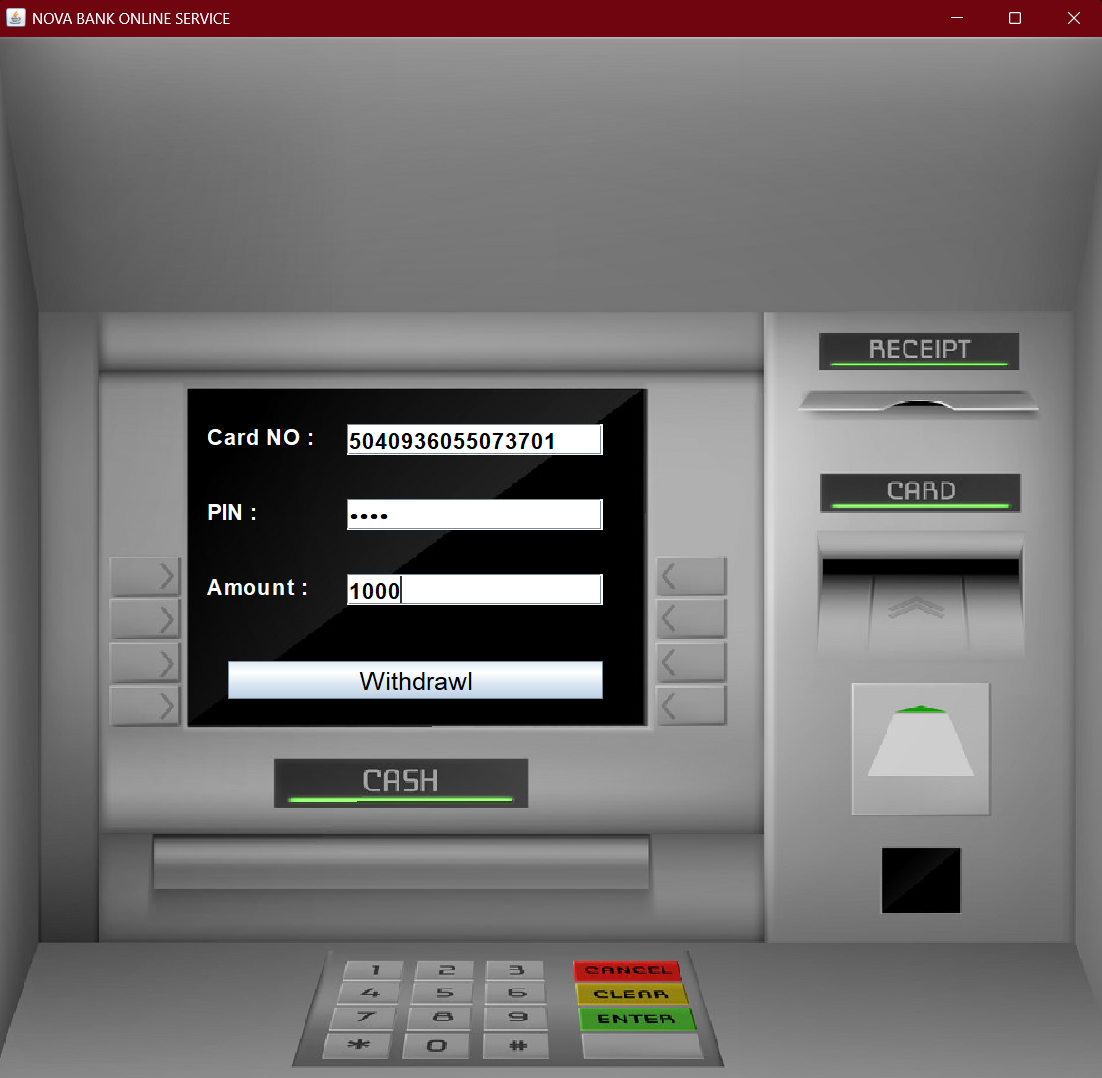 NOVA BANK ONLINE SERVICE
RECEIPT
Card NO : 5040936055073701
CARD
PIN : ••••
Amount : 1000
Withdrawl
CASH
1 2 3 CANCEL
4 5 6 CLEAR
7 8 9 ENTER
* 0 #